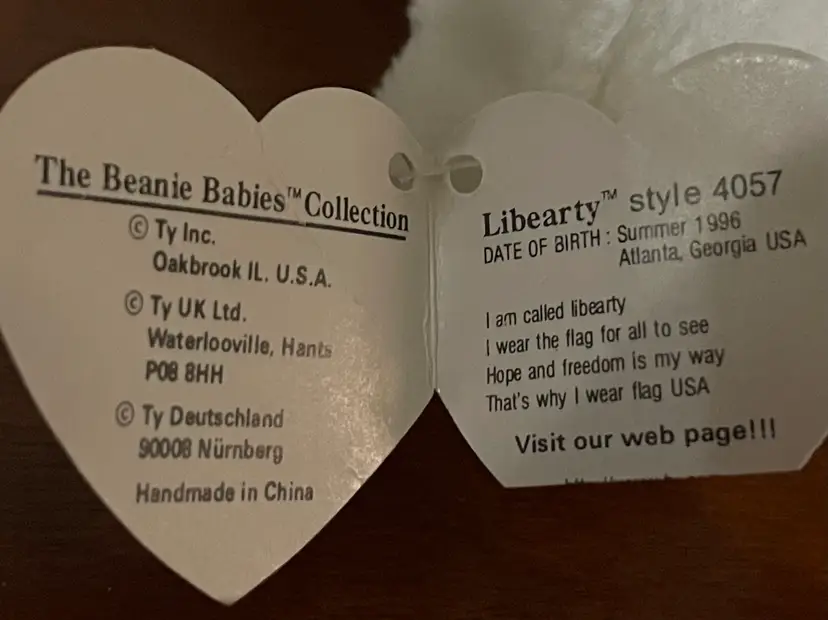 The Beanie Babies™Collection
© Ty Inc.
Oakbrook IL. U.S.A.
© Ty UK Ltd.
Waterlooville, Hants
P08 8HH
© Ty Deutschland
90008 Nürnberg
Handmade in China
Libearty™ style 4057
DATE OF BIRTH : Summer 1996
Atlanta, Georgia USA
I am called libearty
I wear the flag for all to see
Hope and freedom is my way
That's why I wear flag USA
Visit our web page!!!